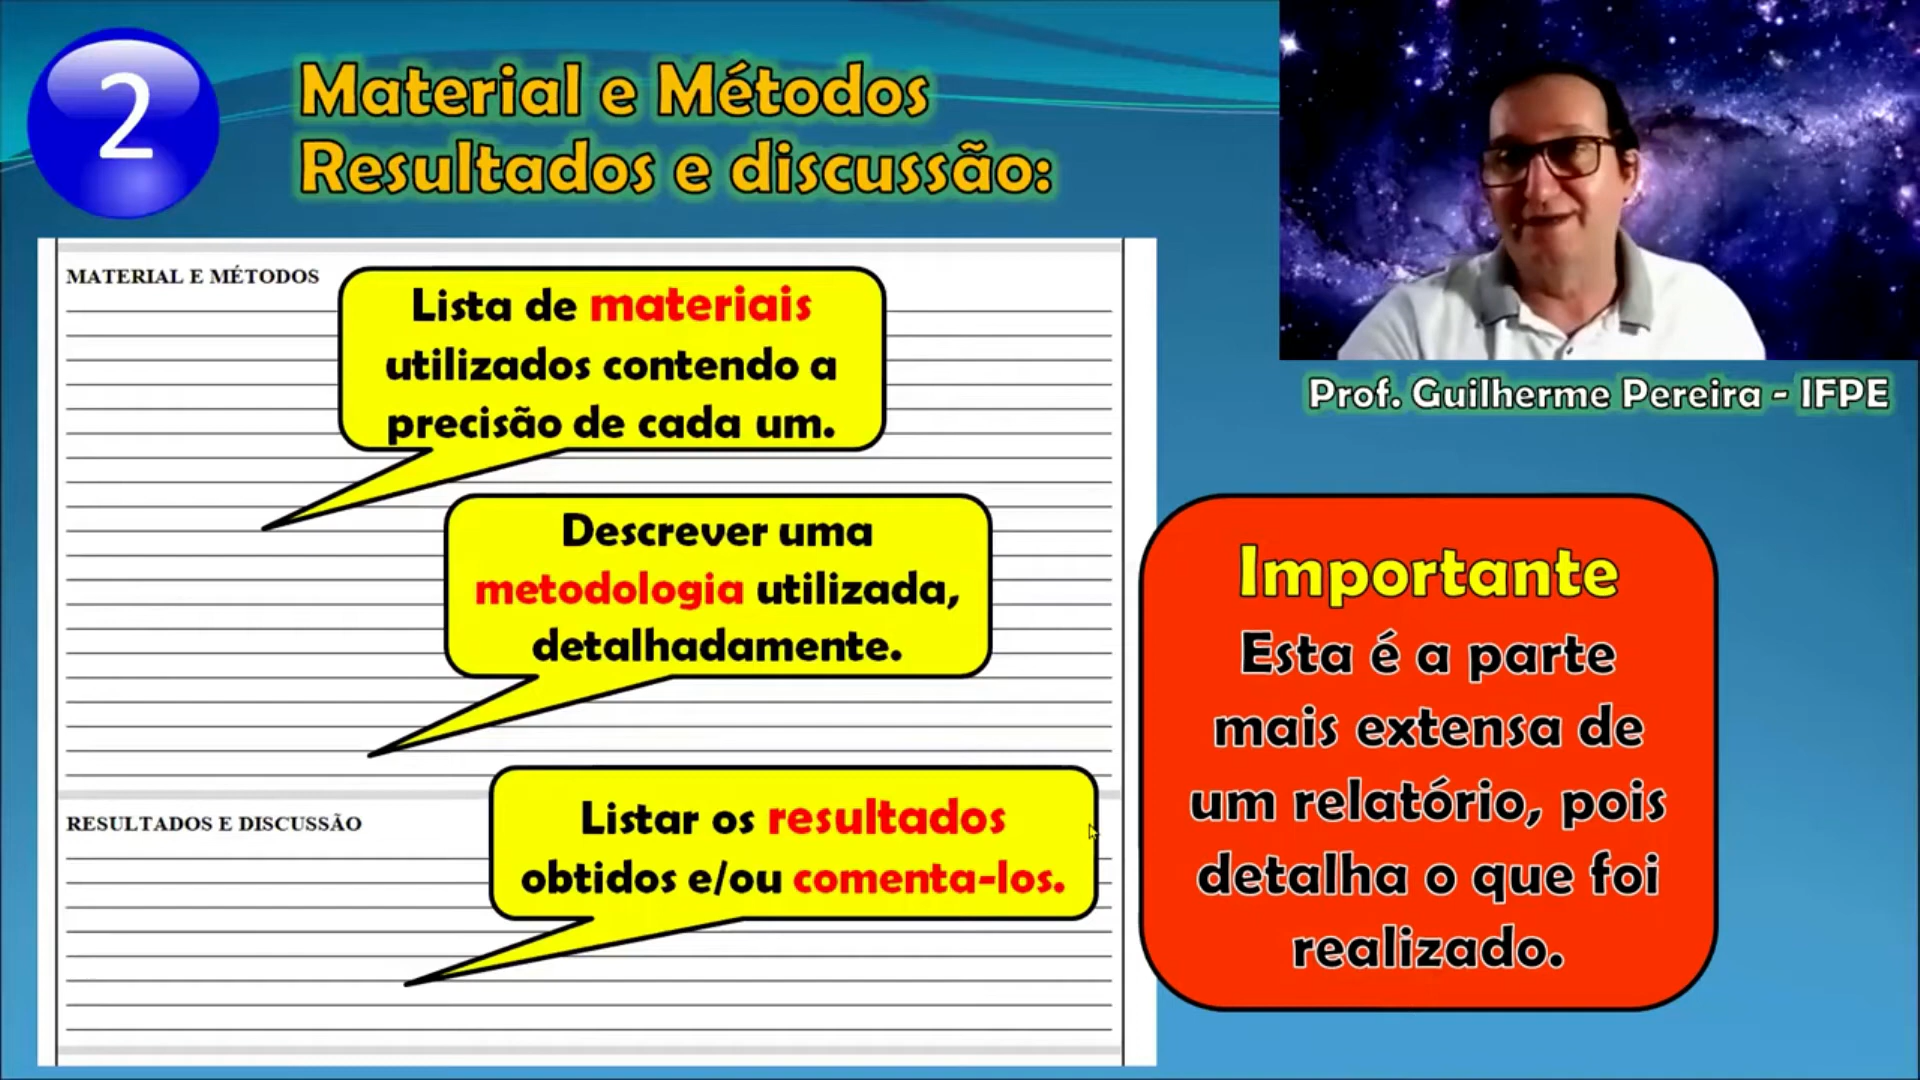 2
Material e Métodos
Resultados e discussão:
Prof. Guilherme Pereira - IFPE
MATERIAL E MÉTODOS
Lista de materiais
utilizados contendo a
precisão de cada um.
Descrever uma
metodologia utilizada,
detalhadamente.
RESULTADOS E DISCUSSÃO
Listar os resultados
obtidos e/ou comenta-los.
Importante
Esta é a parte
mais extensa de
um relatório, pois
detalha o que foi
realizado.